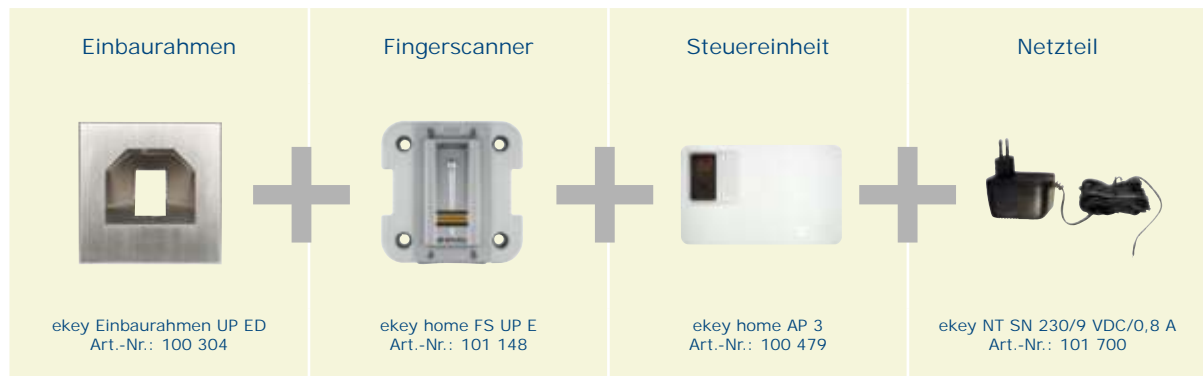 Einbaurahmen
Fingerscanner
Steuereinheit
Netzteil
ekey Einbaurahmen UP ED
Art.-Nr.: 100 304
ekey home FS UP E
Art.-Nr.: 101 148
ekey home AP 3
Art.-Nr.: 100 479
ekey NT SN 230/9 VDC/0,8 A
Art.-Nr.: 101 700